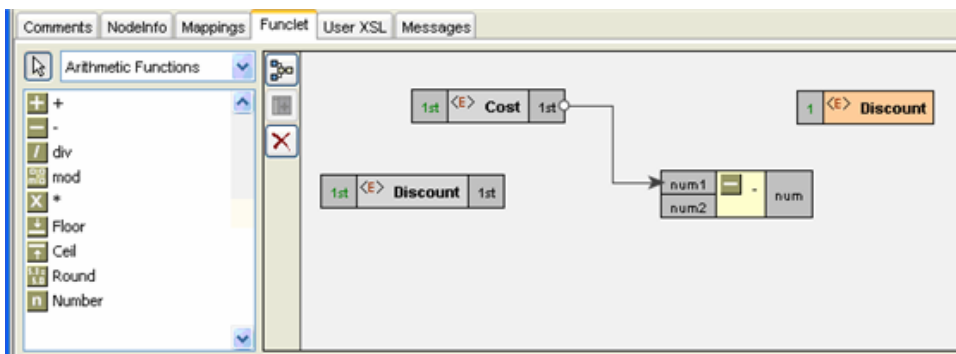 Comments NodeInfo Mappings Funclet User XSL Messages
Arithmetic Functions
+ +
- -
/ div
mod
X *
Floor
Ceil
Round
n Number
1st <E> Cost 1st
1 <E> Discount
1st <E> Discount 1st
num1 - num
num2